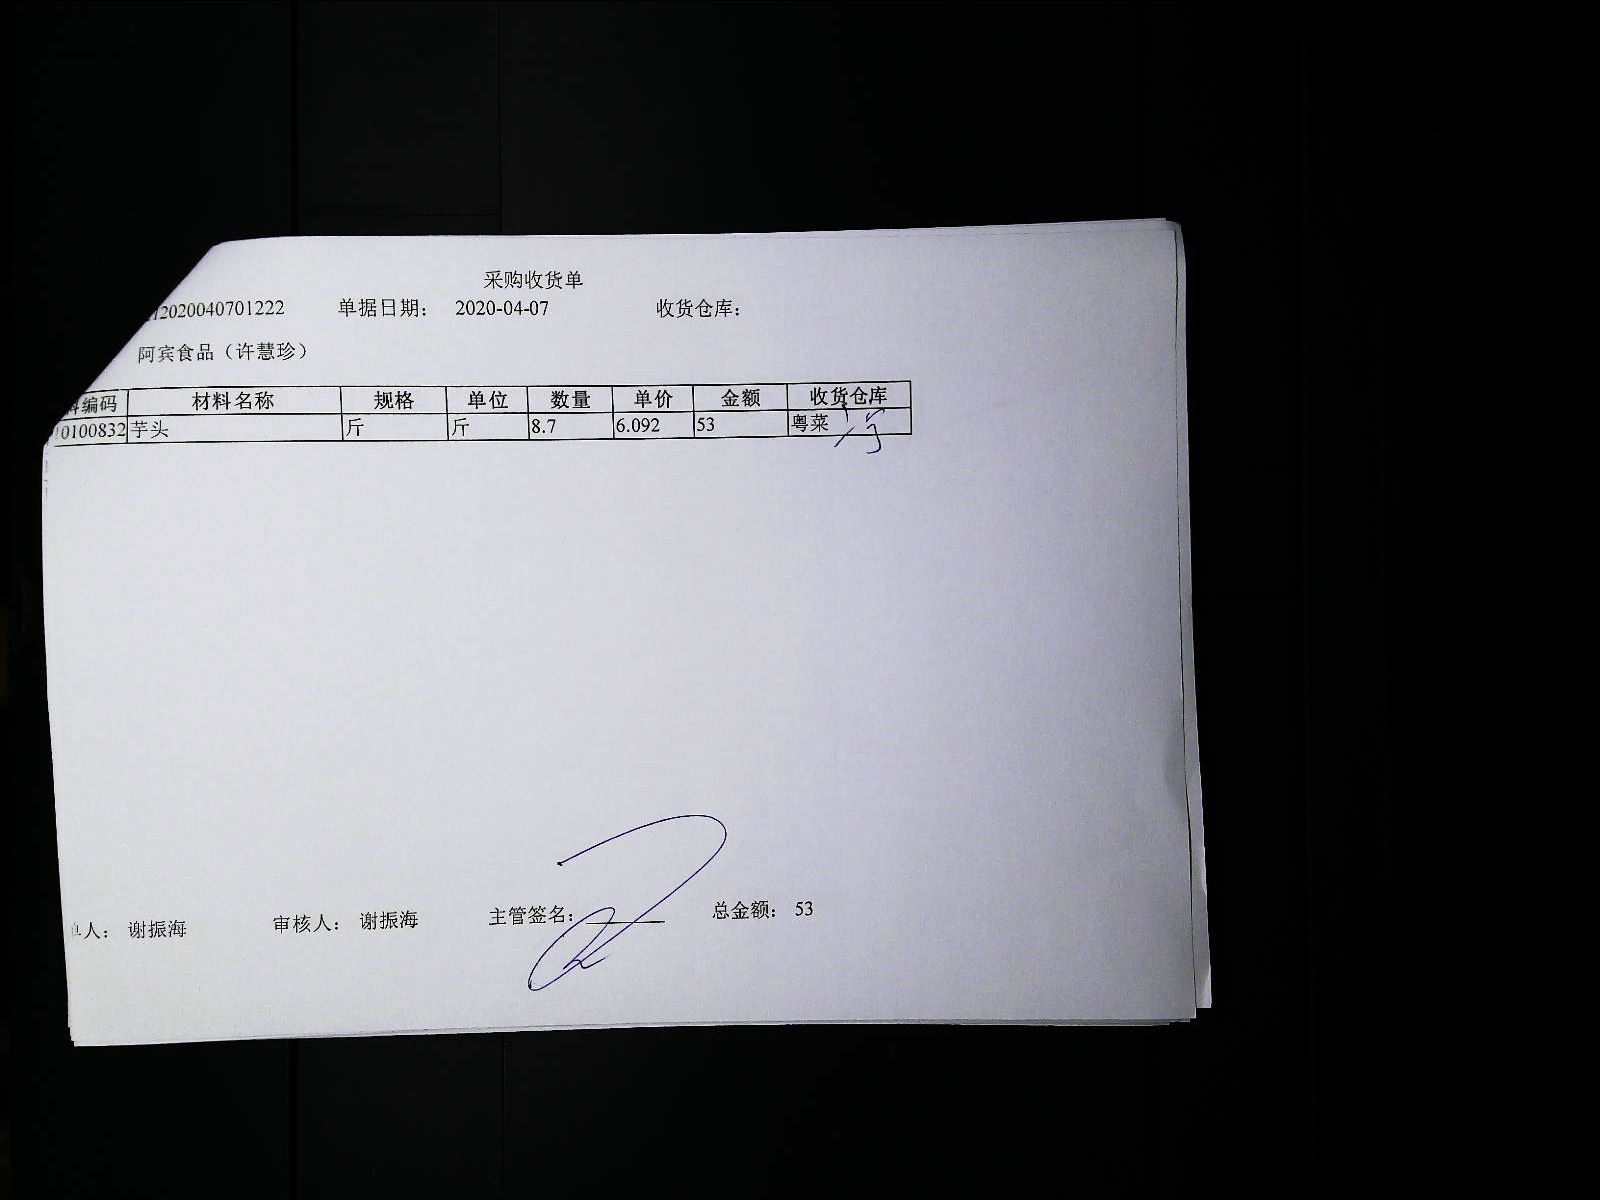 采购收货单
2020040701222 单据日期： 2020-04-07 收货仓库：
阿宾食品（许慧珍）
编码 材料名称 规格 单位 数量 单价 金额 收货仓库
0100832 芋头 斤 斤 8.7 6.092 53 粤菜
人： 谢振海 审核人： 谢振海 主管签名： 总金额： 53